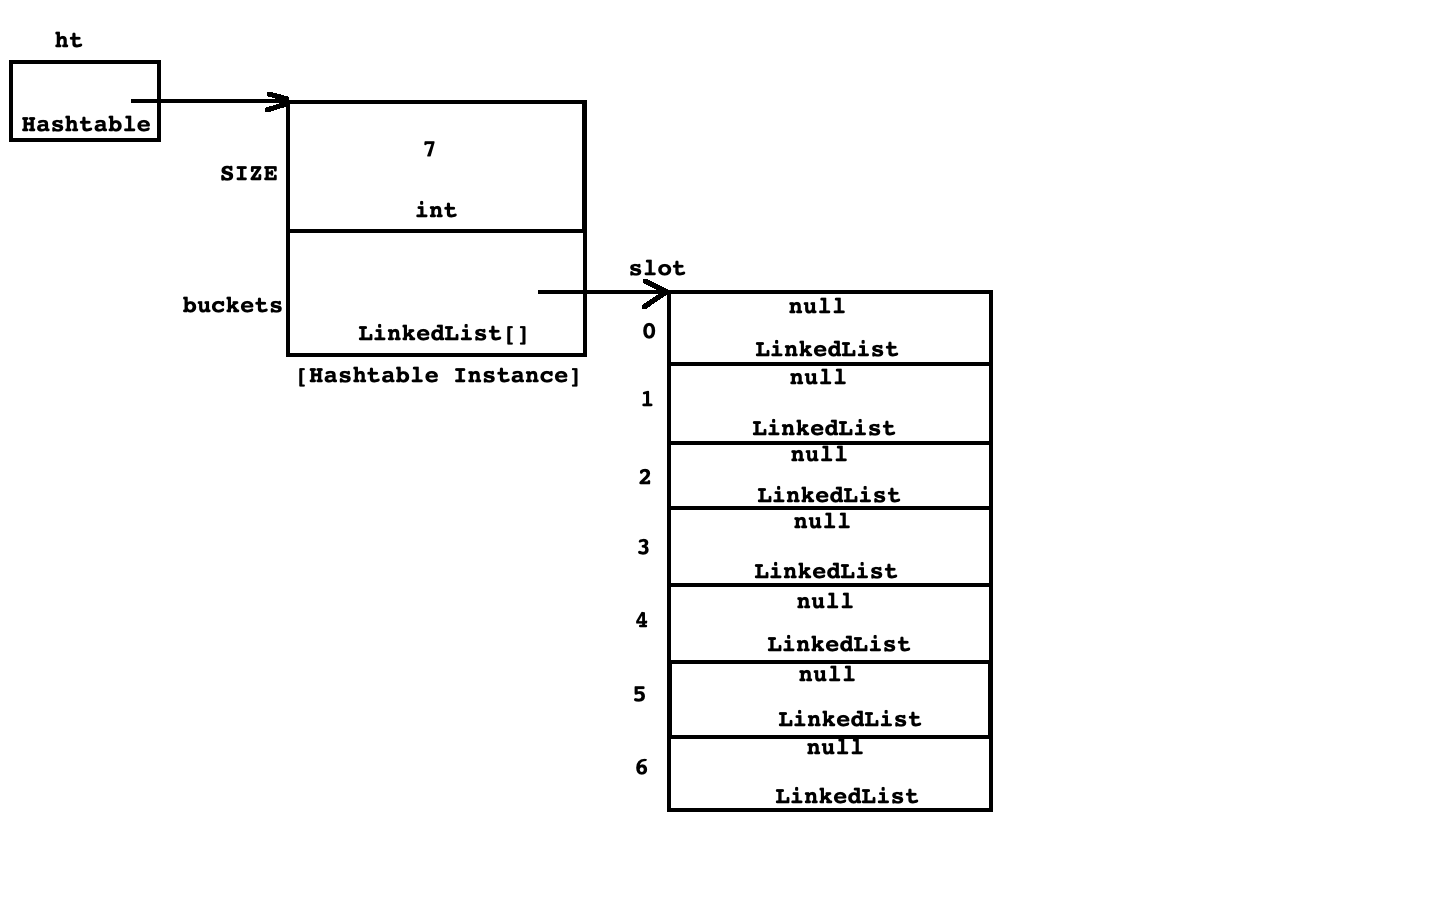 ht
Hashtable
7
SIZE
int
slot
buckets
null
0
LinkedList[]
LinkedList
[Hashtable Instance]
null
1
LinkedList
null
2
LinkedList
null
3
LinkedList
null
4
LinkedList
null
5
LinkedList
null
6
LinkedList